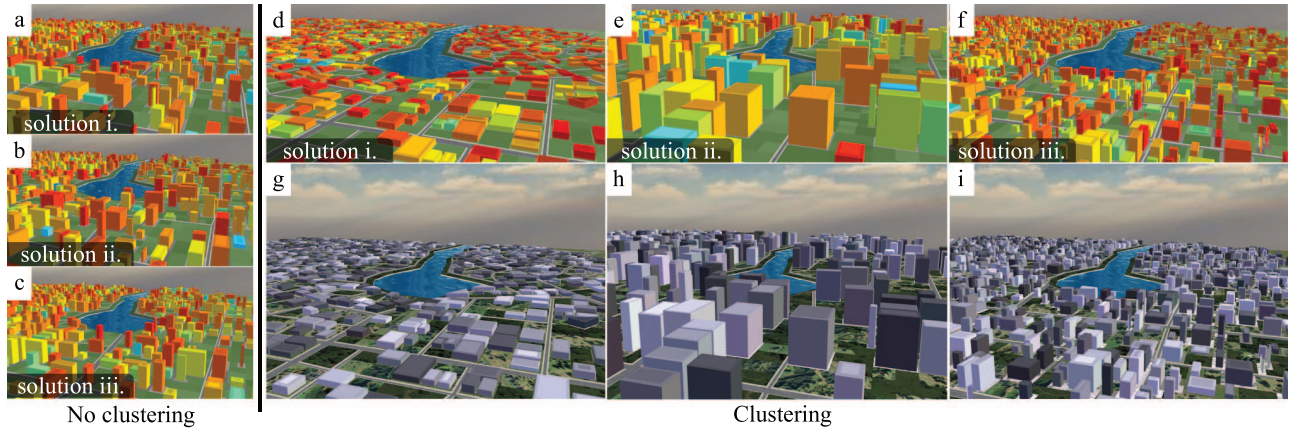 a
solution i.
b
solution ii.
c
solution iii.
No clustering
d
solution i.
e
solution ii.
f
solution iii.
g
h
i
Clustering